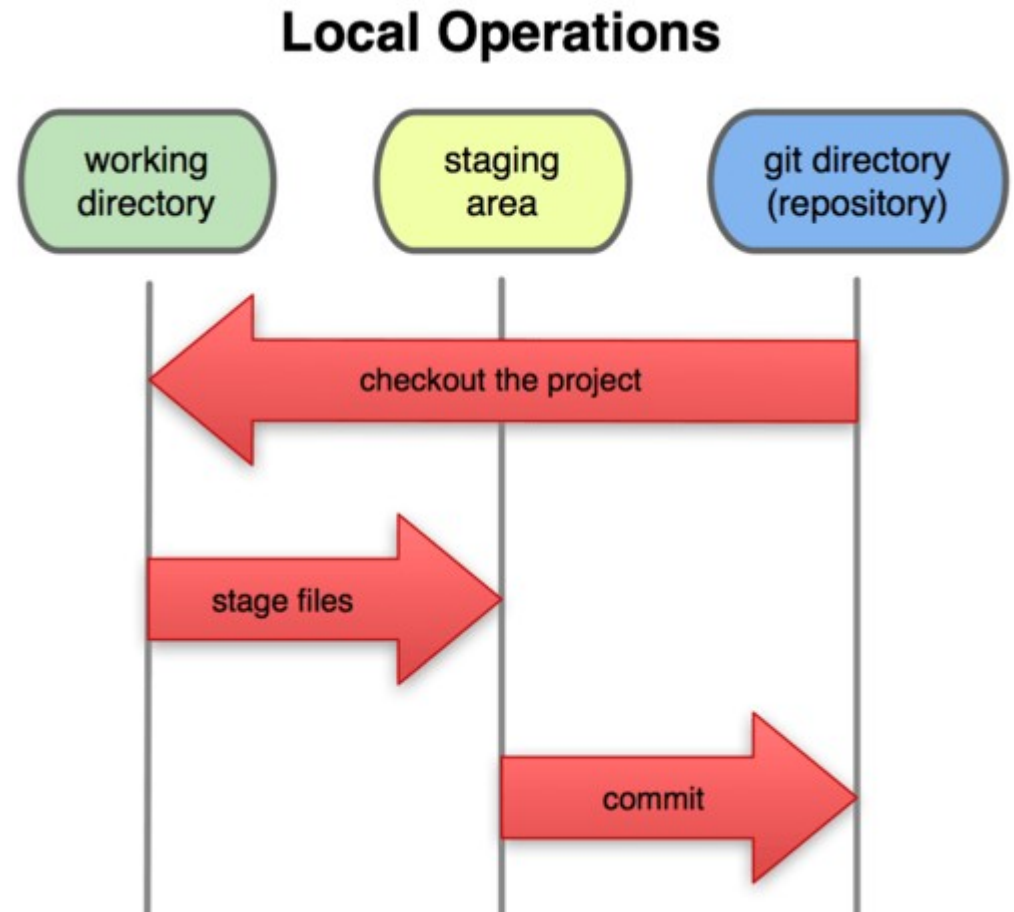 Local Operations
working
directory
staging
area
git directory
(repository)
checkout the project
stage files
commit